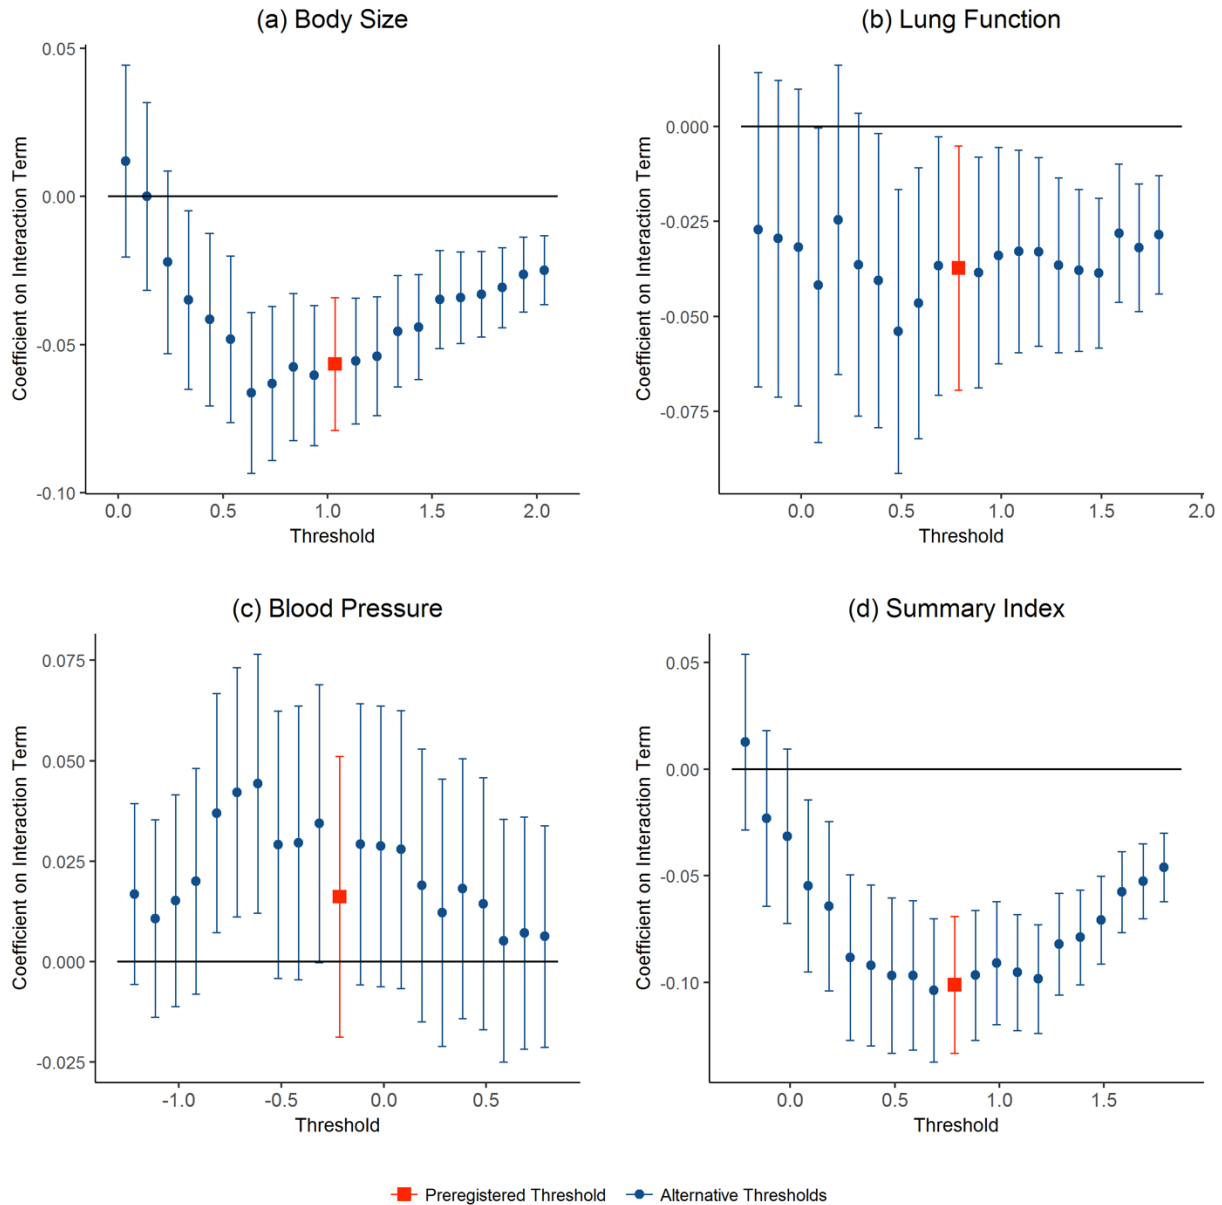 (a) Body Size
(b) Lung Function
0.05
0.00
-0.05
-0.10
Coefficient on Interaction Term
0.0 0.5 1.0 1.5 2.0
Threshold
0.000
-0.025
-0.050
-0.075
Coefficient on Interaction Term
0.0 0.5 1.0 1.5 2.0
Threshold
(c) Blood Pressure
(d) Summary Index
0.075
0.050
0.025
0.000
-0.025
Coefficient on Interaction Term
-1.0 -0.5 0.0 0.5
Threshold
0.05
0.00
-0.05
-0.10
Coefficient on Interaction Term
0.0 0.5 1.0 1.5
Threshold
Preregistered Threshold Alternative Thresholds